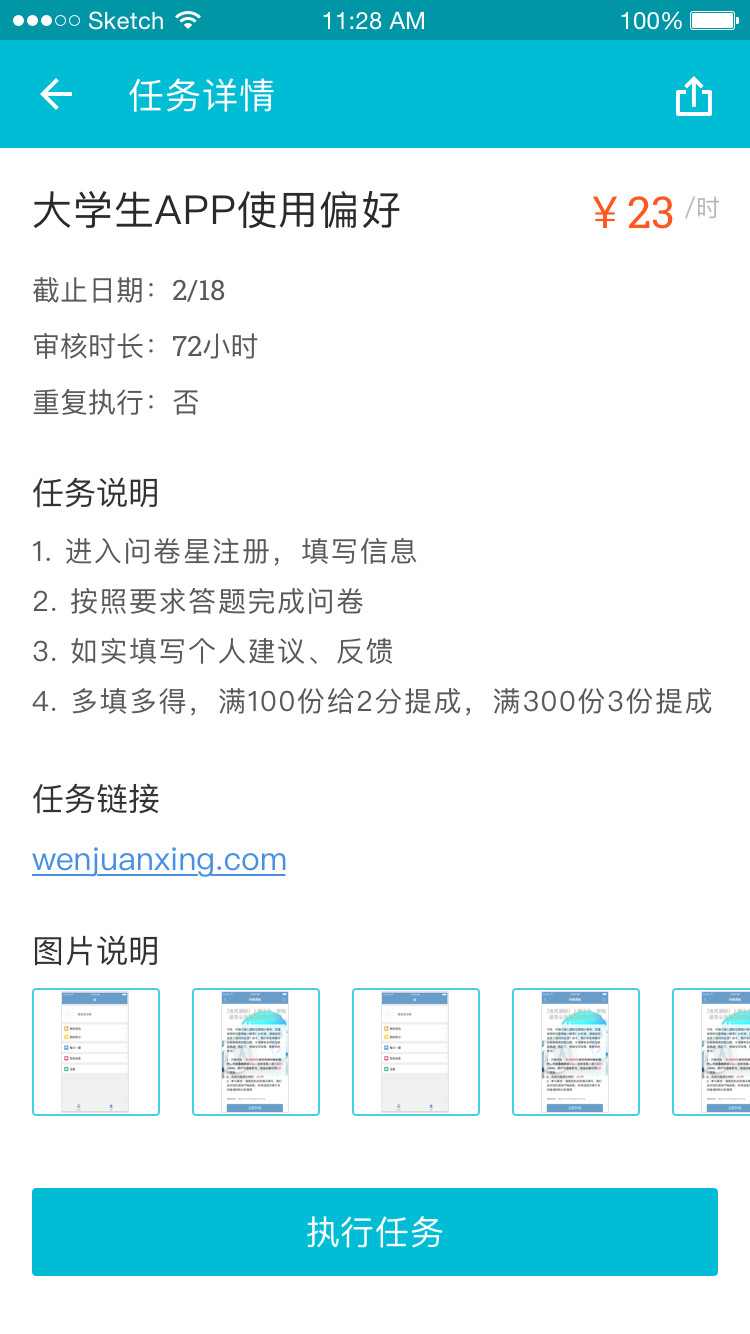 Sketch
11:28 AM
100%
任务详情
大学生APP使用偏好
¥ 23 /时
截止日期：2/18
审核时长：72小时
重复执行：否
任务说明
1. 进入问卷星注册，填写信息
2. 按照要求答题完成问卷
3. 如实填写个人建议、反馈
4. 多填多得，满100份给2分提成，满300份3份提成
任务链接
wenjuanxing.com
图片说明
执行任务